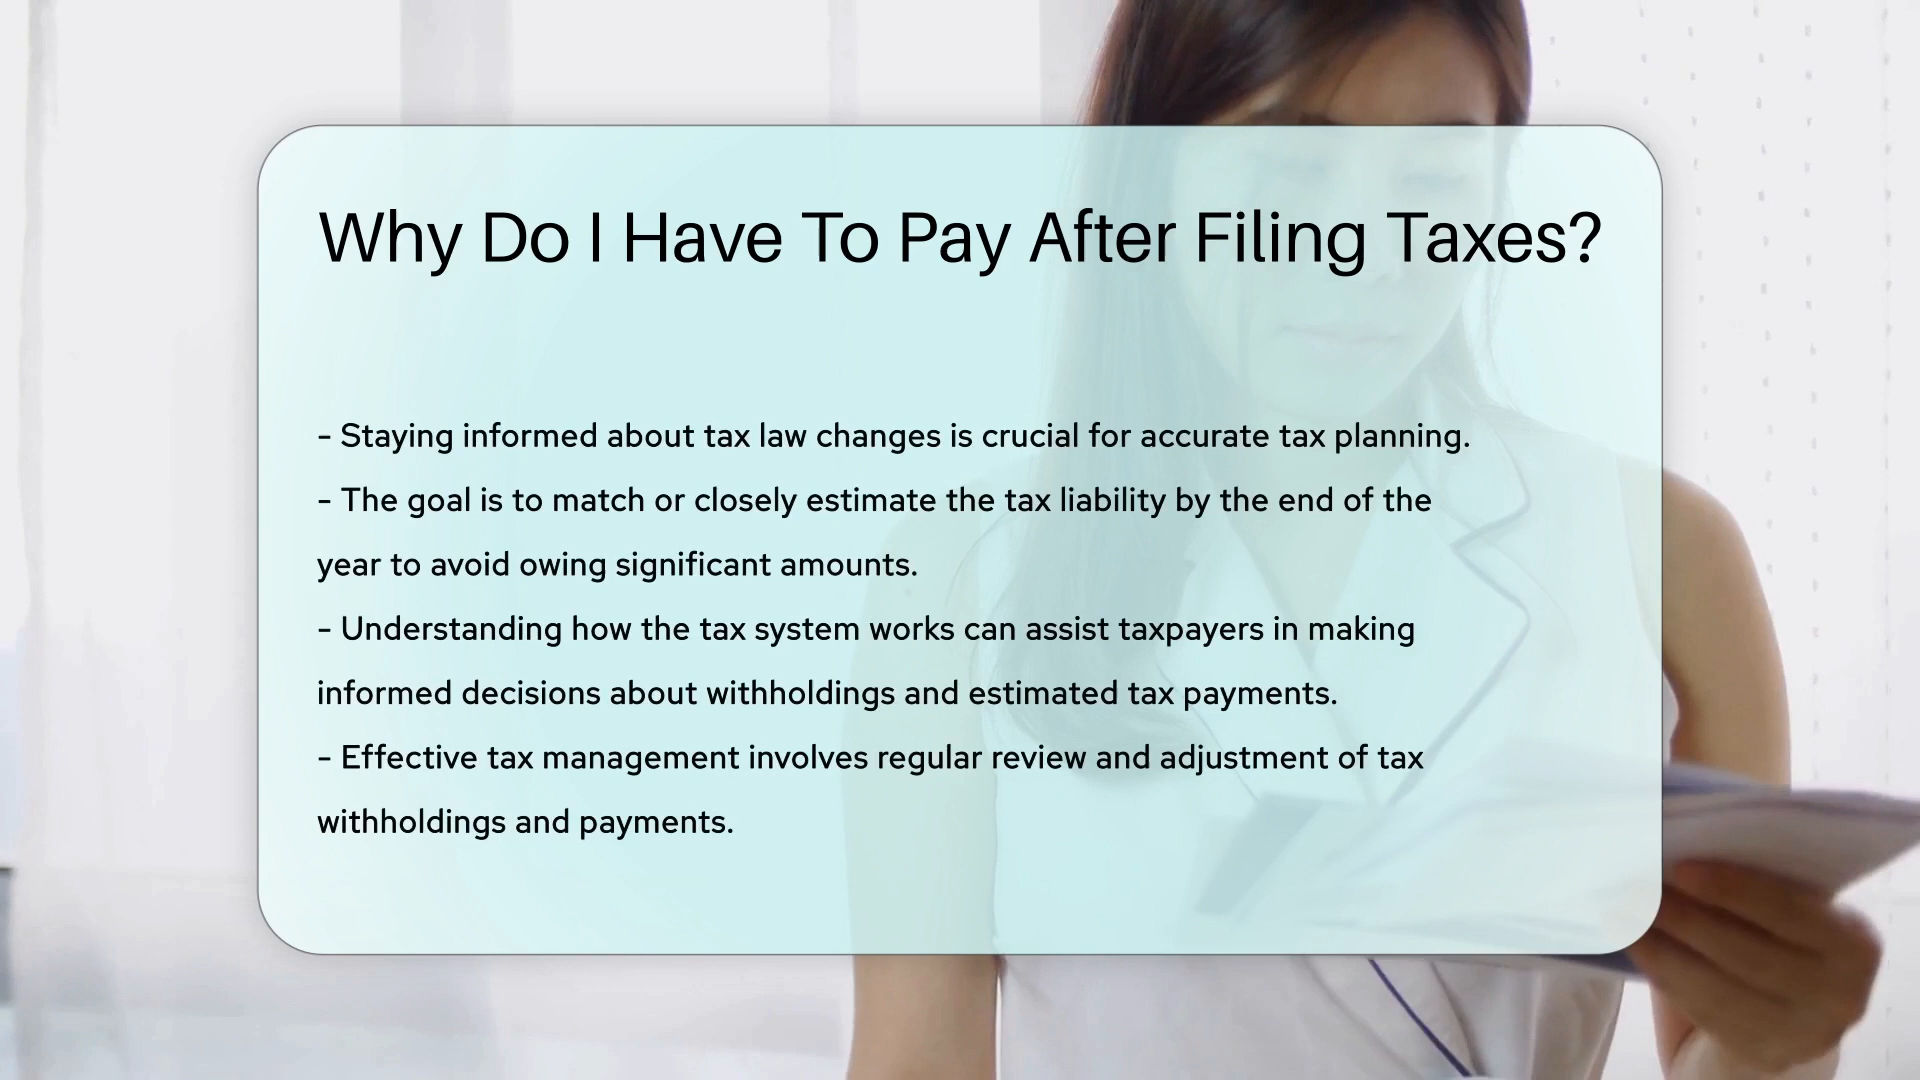 Why Do I Have To Pay After Filing Taxes?
- Staying informed about tax law changes is crucial for accurate tax planning.
- The goal is to match or closely estimate the tax liability by the end of the
year to avoid owing significant amounts.
- Understanding how the tax system works can assist taxpayers in making
informed decisions about withholdings and estimated tax payments.
- Effective tax management involves regular review and adjustment of tax
withholdings and payments.